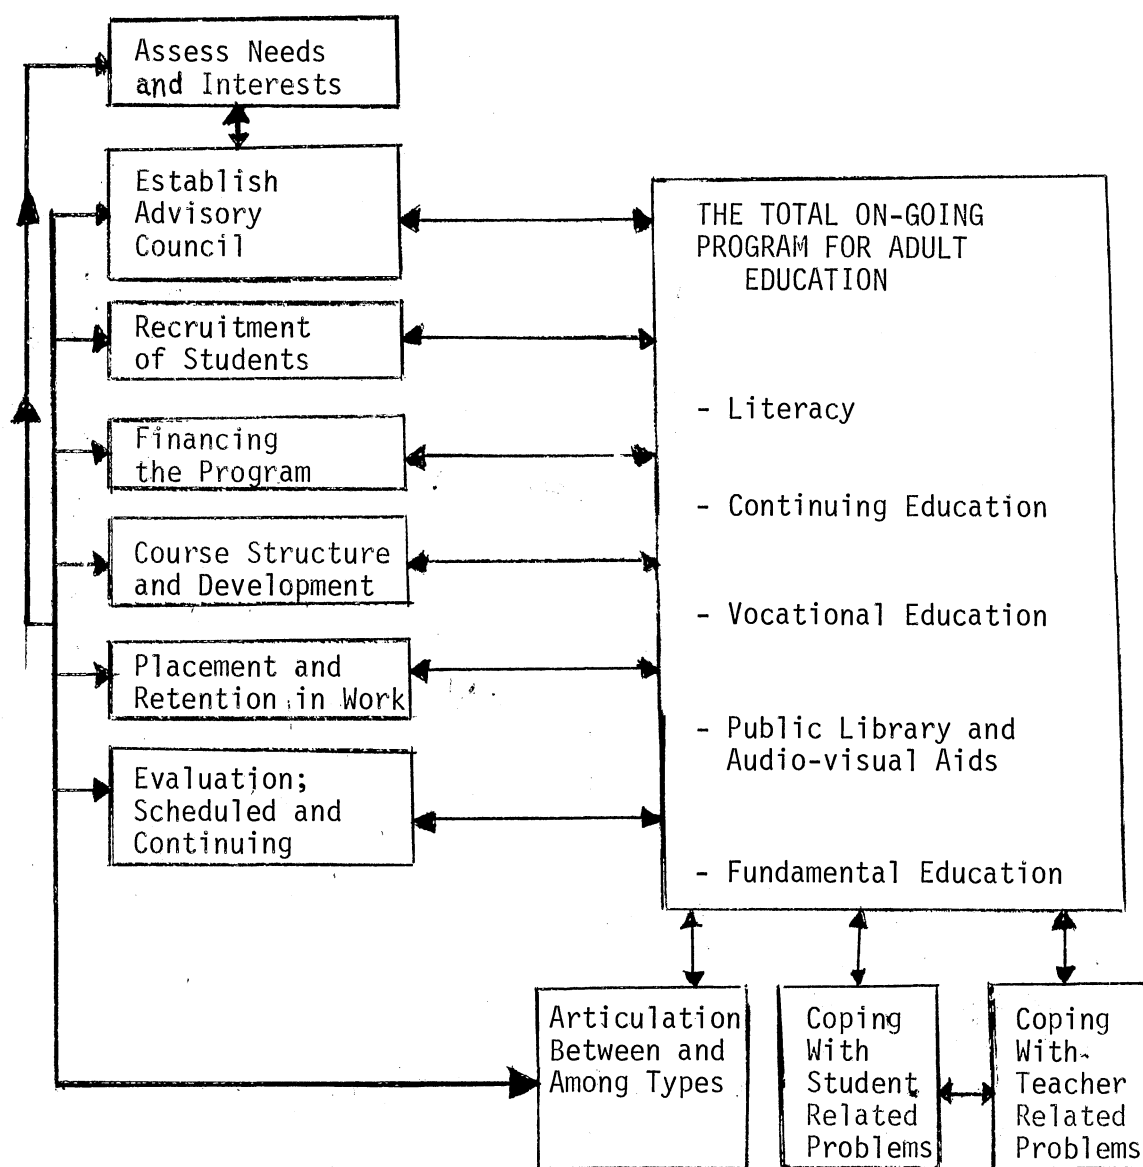 Assess Needs
and Interests
Establish
Advisory
Council
Recruitment
of Students
Financing
the Program
Course Structure
and Development
Placement and
Retention in Work
Evaluation;
Scheduled and
Continuing
THE TOTAL ON-GOING
PROGRAM FOR ADULT
EDUCATION
- Literacy
- Continuing Education
- Vocational Education
- Public Library and
Audio-visual Aids
- Fundamental Education
Articulation
Between and
Among Types
Coping
With
Student
Related
Problems
Coping
With
Teacher
Related
Problems